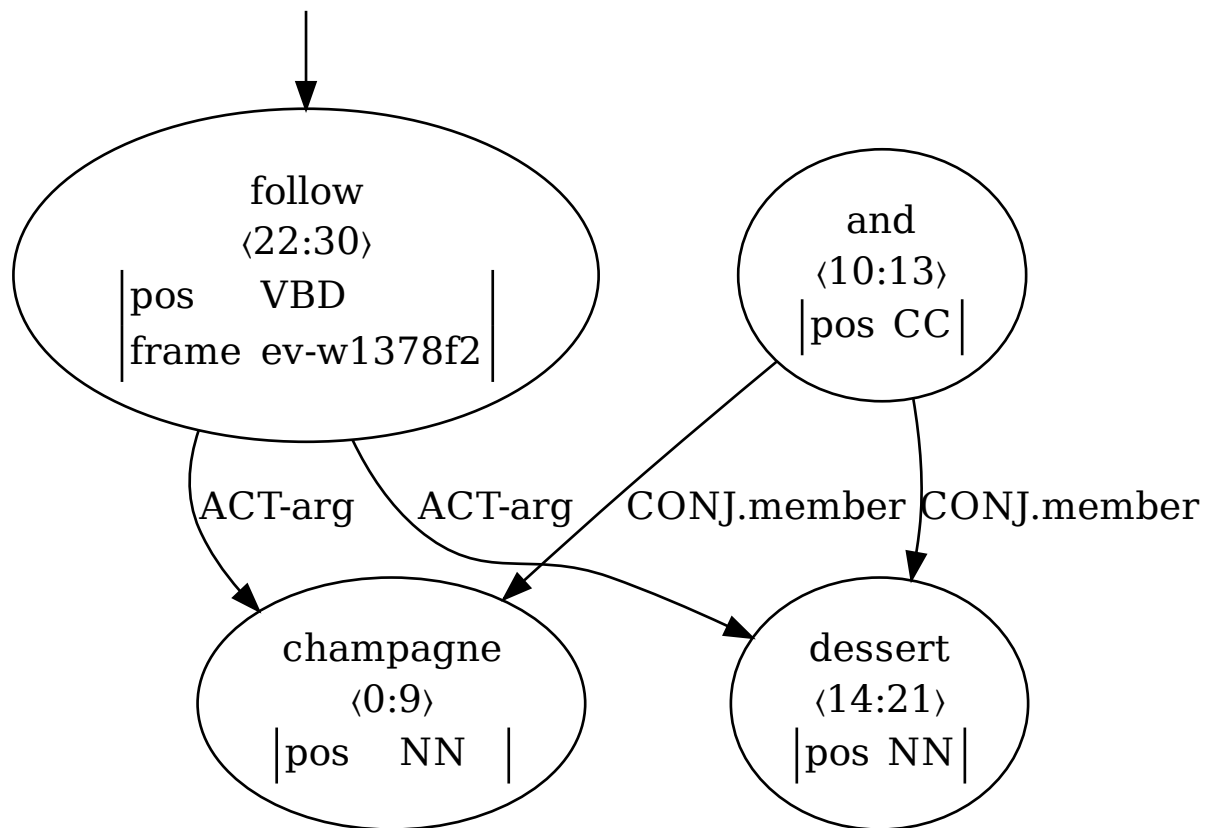 follow
⟨22:30⟩
pos VBD
frame ev-w1378f2
and
⟨10:13⟩
pos CC
ACT-arg
ACT-arg
CONJ.member
CONJ.member
champagne
⟨0:9⟩
pos NN
dessert
⟨14:21⟩
pos NN